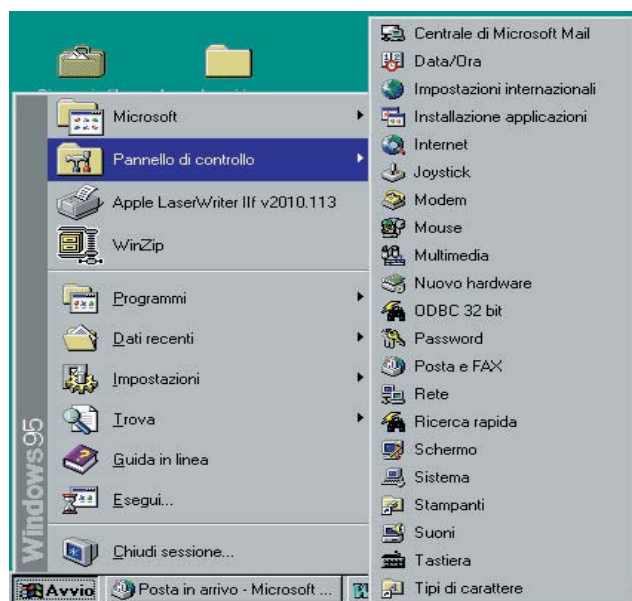 Microsoft
Pannello di controllo
Apple LaserWriter IIf v2010.113
WinZip
Programmi
Dati recenti
Impostazioni
Trova
Guida in linea
Esegui...
Chiudi sessione...
Windows95
Avvio
Posta in arrivo - Microsoft ...
Centrale di Microsoft Mail
Data/Ora
Impostazioni internazionali
Installazione applicazioni
Internet
Joystick
Modem
Mouse
Multimedia
Nuovo hardware
ODBC 32 bit
Password
Posta e FAX
Rete
Ricerca rapida
Schermo
Sistema
Stampanti
Suoni
Tastiera
Tipi di carattere